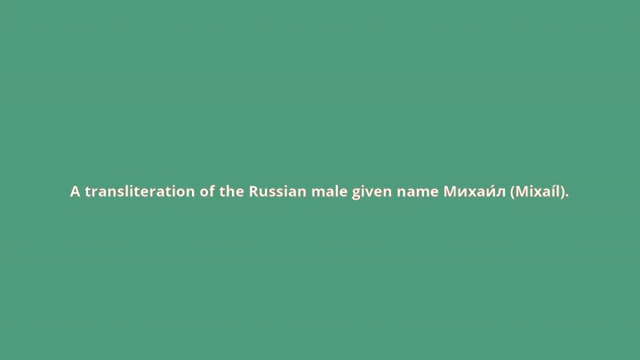 A transliteration of the Russian male given name Михаи́л (Mixaíl).